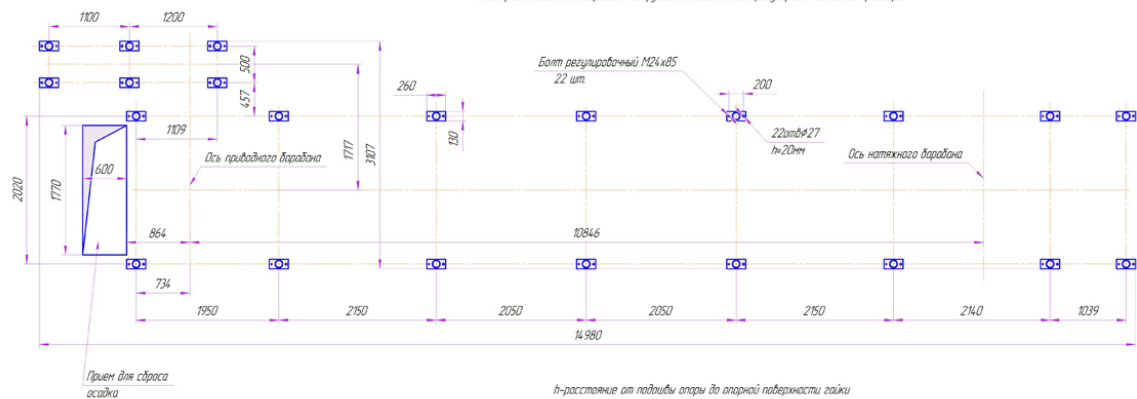 1100
1200
500
457
260
130
Болт регулировочный М24х85
22 шт.
200
22отвФ27
h=20мм
1109
1717
3107
Ось приводного барабана
Ось натяжного барабана
2020
1770
600
864
10846
734
1950
2150
2050
2050
2150
2140
1039
14980
Прием для сброса
осадка
h-расстояние от подошвы опоры до опорной поверхности гайки